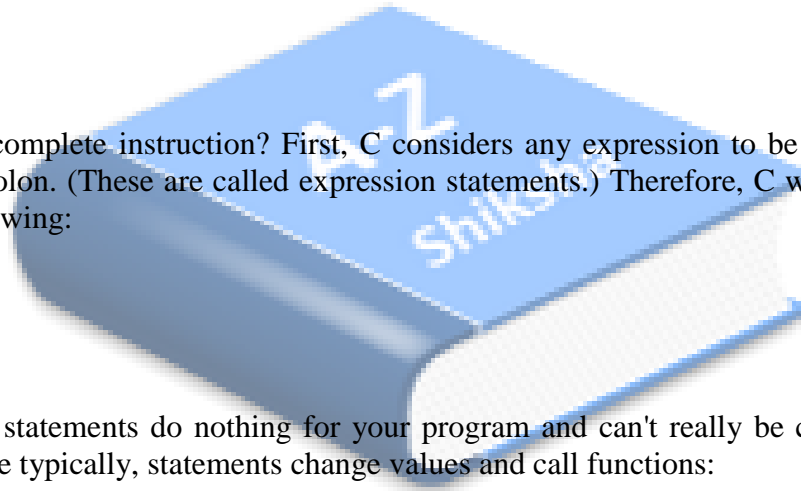 A-Z
Shiksha
complete instruction? First, C considers any expression to be
olon. (These are called expression statements.) Therefore, C w
wing:
statements do nothing for your program and can't really be c
e typically, statements change values and call functions: